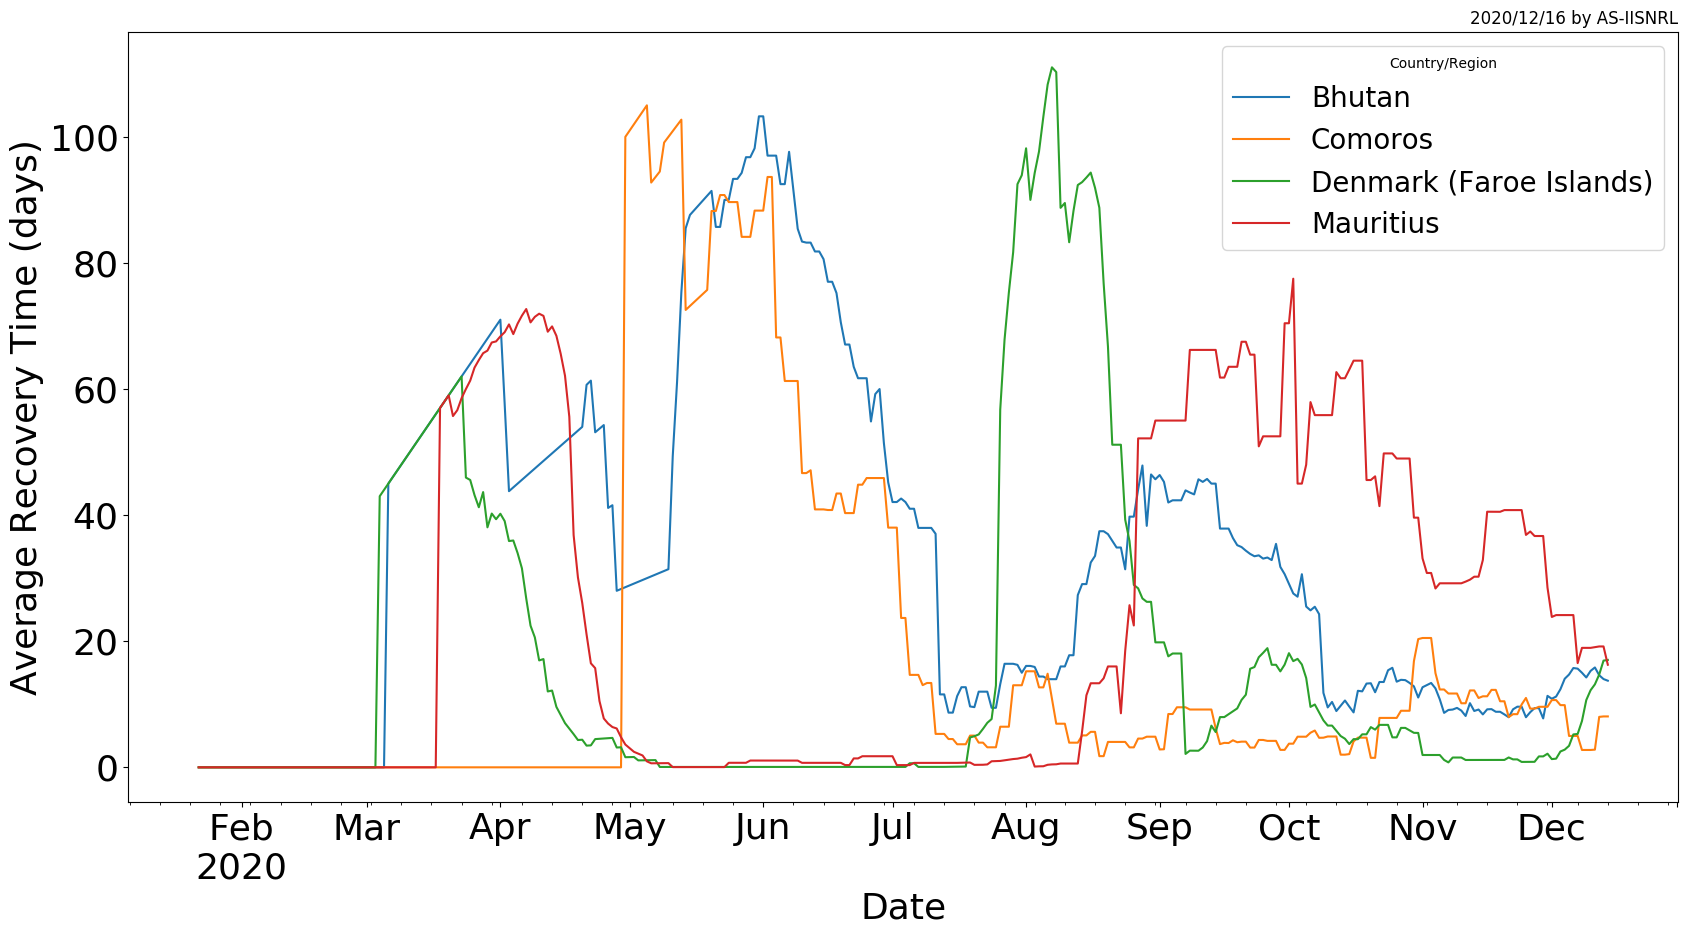 2020/12/16 by AS-IISNRL
Country/Region
Bhutan
Comoros
Denmark (Faroe Islands)
Mauritius
Average Recovery Time (days)
100
80
60
40
20
0
Feb Mar Apr May Jun Jul Aug Sep Oct Nov Dec
2020
Date